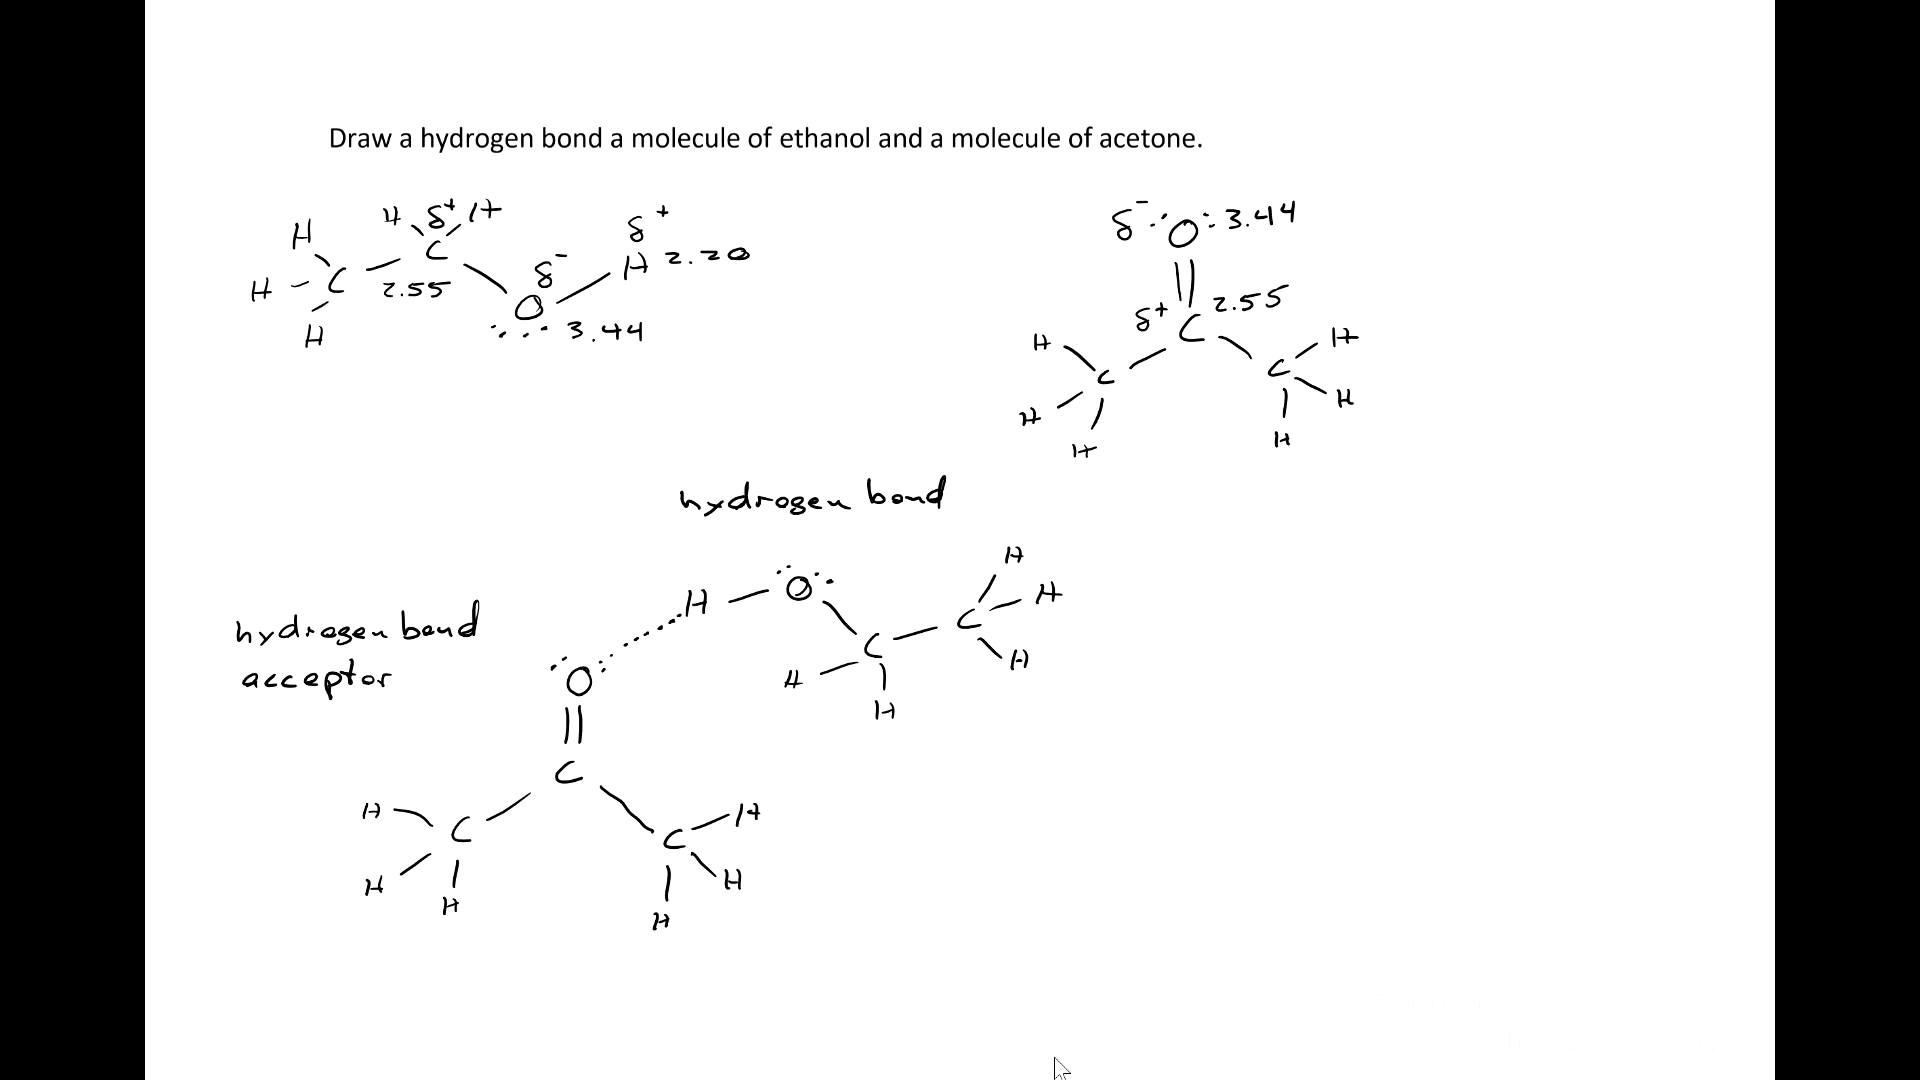 Draw a hydrogen bond a molecule of ethanol and a molecule of acetone.
H H δ+ H δ+
C C H 2.20
H 2.55 δ-
H O 3.44
δ- O 3.44
δ+ C 2.55
H H
C C
H H
H H
hydrogen bond
H
H O H
C C
hydrogen bond
acceptor
H H
O H
C
H H
C C
H H
H H